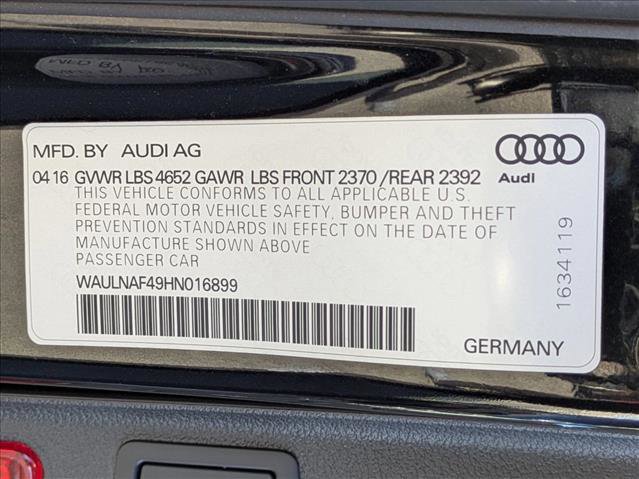 MFD. BY AUDI AG
Audi
04 16 GVWR LBS 4652 GAWR LBS FRONT 2370 /REAR 2392
THIS VEHICLE CONFORMS TO ALL APPLICABLE U.S.
FEDERAL MOTOR VEHICLE SAFETY, BUMPER AND THEFT
PREVENTION STANDARDS IN EFFECT ON THE DATE OF
MANUFACTURE SHOWN ABOVE
PASSENGER CAR
WAULNAF49HN016899
16341119
GERMANY